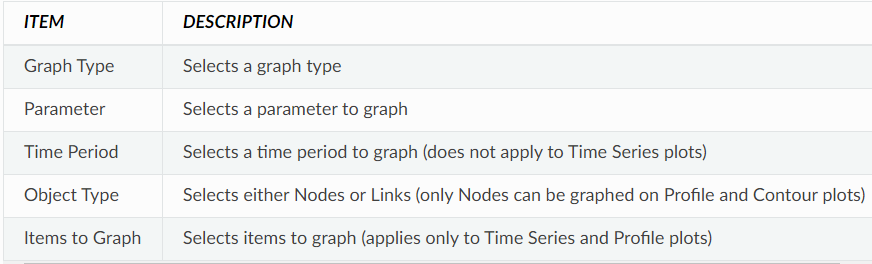 ITEM DESCRIPTION
Graph Type Selects a graph type
Parameter Selects a parameter to graph
Time Period Selects a time period to graph (does not apply to Time Series plots)
Object Type Selects either Nodes or Links (only Nodes can be graphed on Profile and Contour plots)
Items to Graph Selects items to graph (applies only to Time Series and Profile plots)